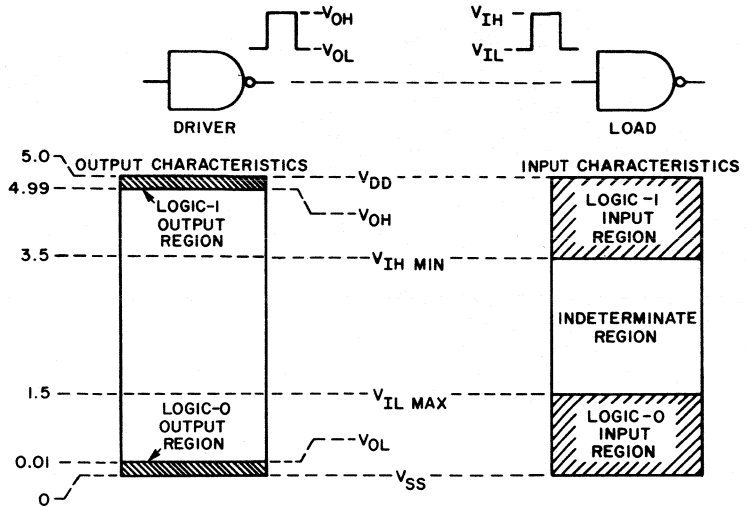 VOH
VOL
VIH
VIL
DRIVER
LOAD
5.0
OUTPUT CHARACTERISTICS
INPUT CHARACTERISTICS
VDD
4.99
LOGIC-1
OUTPUT
REGION
VOH
LOGIC-1
INPUT
REGION
3.5
VIH MIN
INDETERMINATE
REGION
1.5
VIL MAX
LOGIC-0
OUTPUT
REGION
LOGIC-0
INPUT
REGION
VOL
0.01
VSS
0